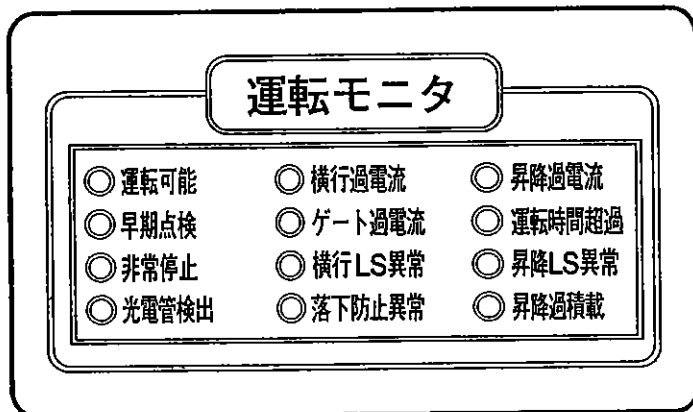 運転モニタ
◎運転可能 ◎横行過電流 ◎昇降過電流
◎早期点検 ◎ゲート過電流 ◎運転時間超過
◎非常停止 ◎横行LS異常 ◎昇降LS異常
◎光電管検出 ◎落下防止異常 ◎昇降過積載